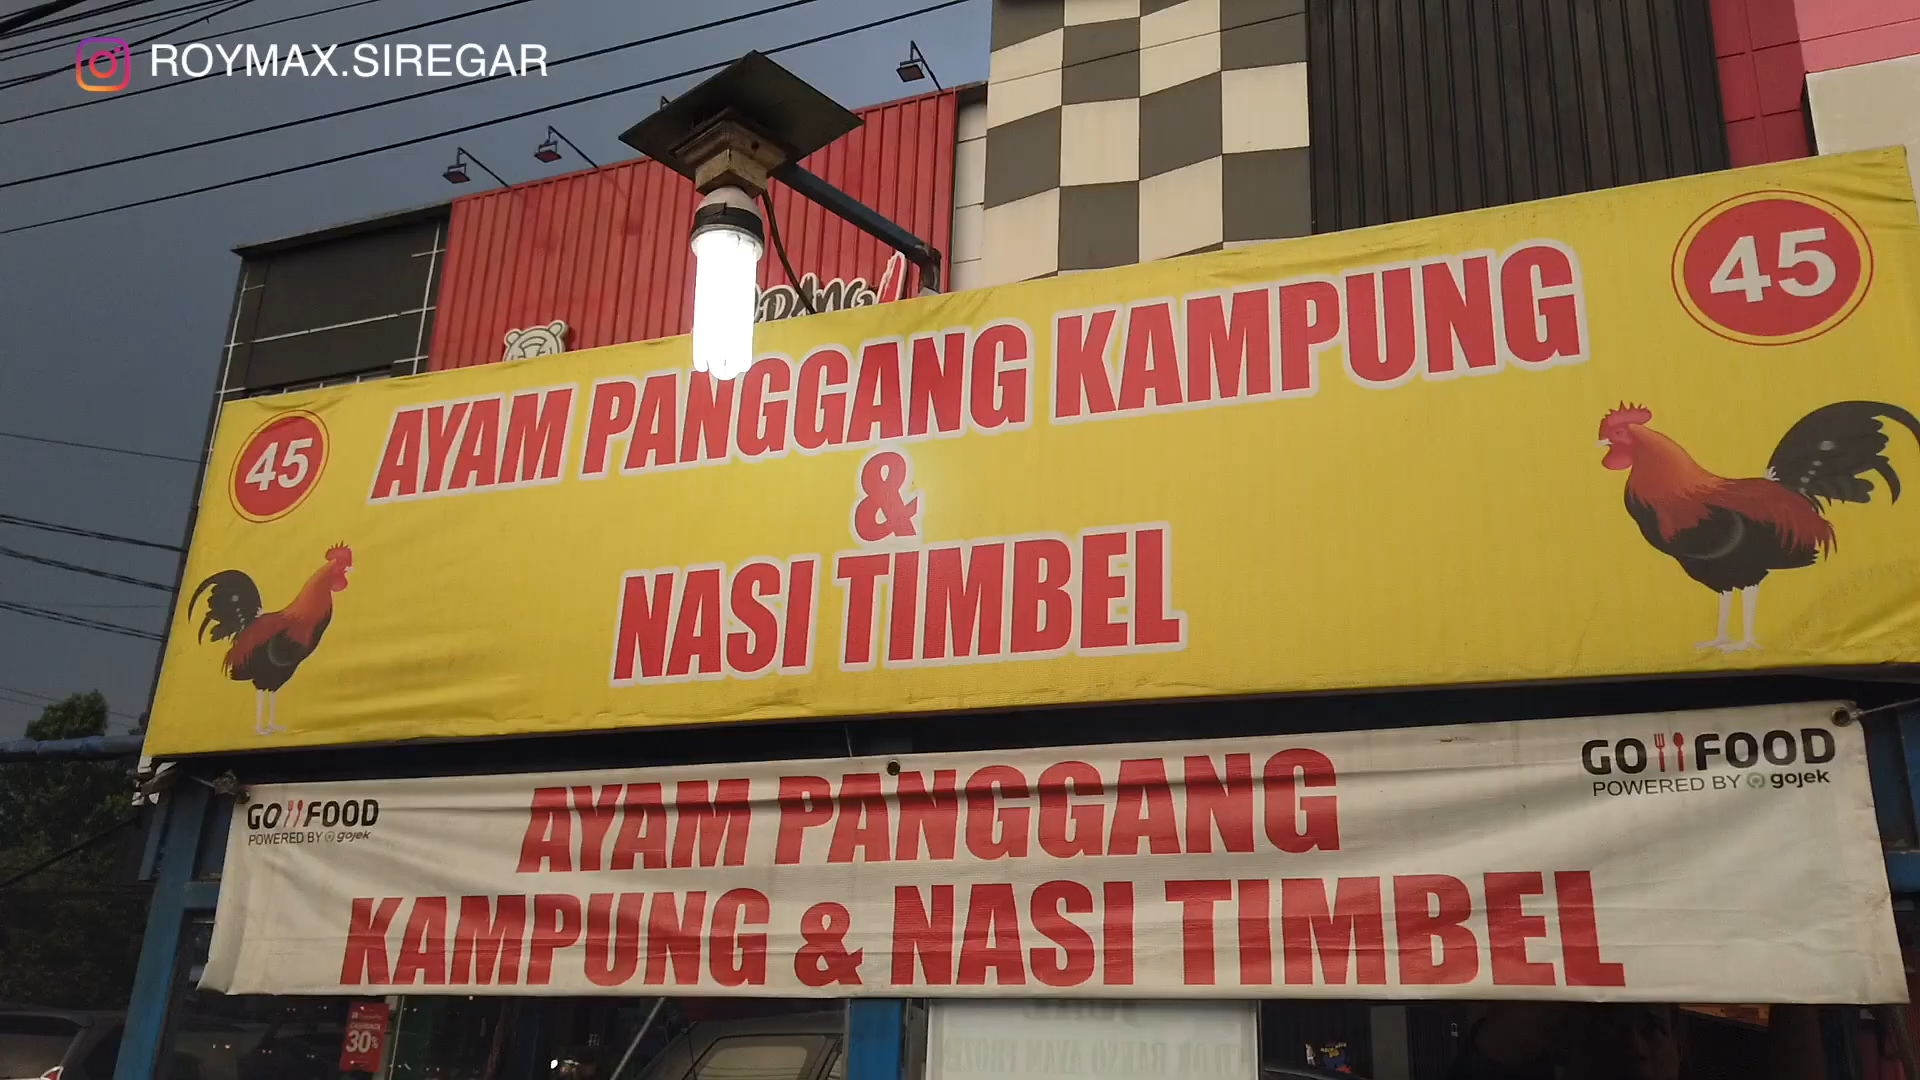 ROYMAX.SIREGAR
45
45
AYAM PANGGANG KAMPUNG
&
NASI TIMBEL
GO FOOD
POWERED BY gojek
GO FOOD
POWERED BY gojek
AYAM PANGGANG
KAMPUNG & NASI TIMBEL
CASHBACK
30%